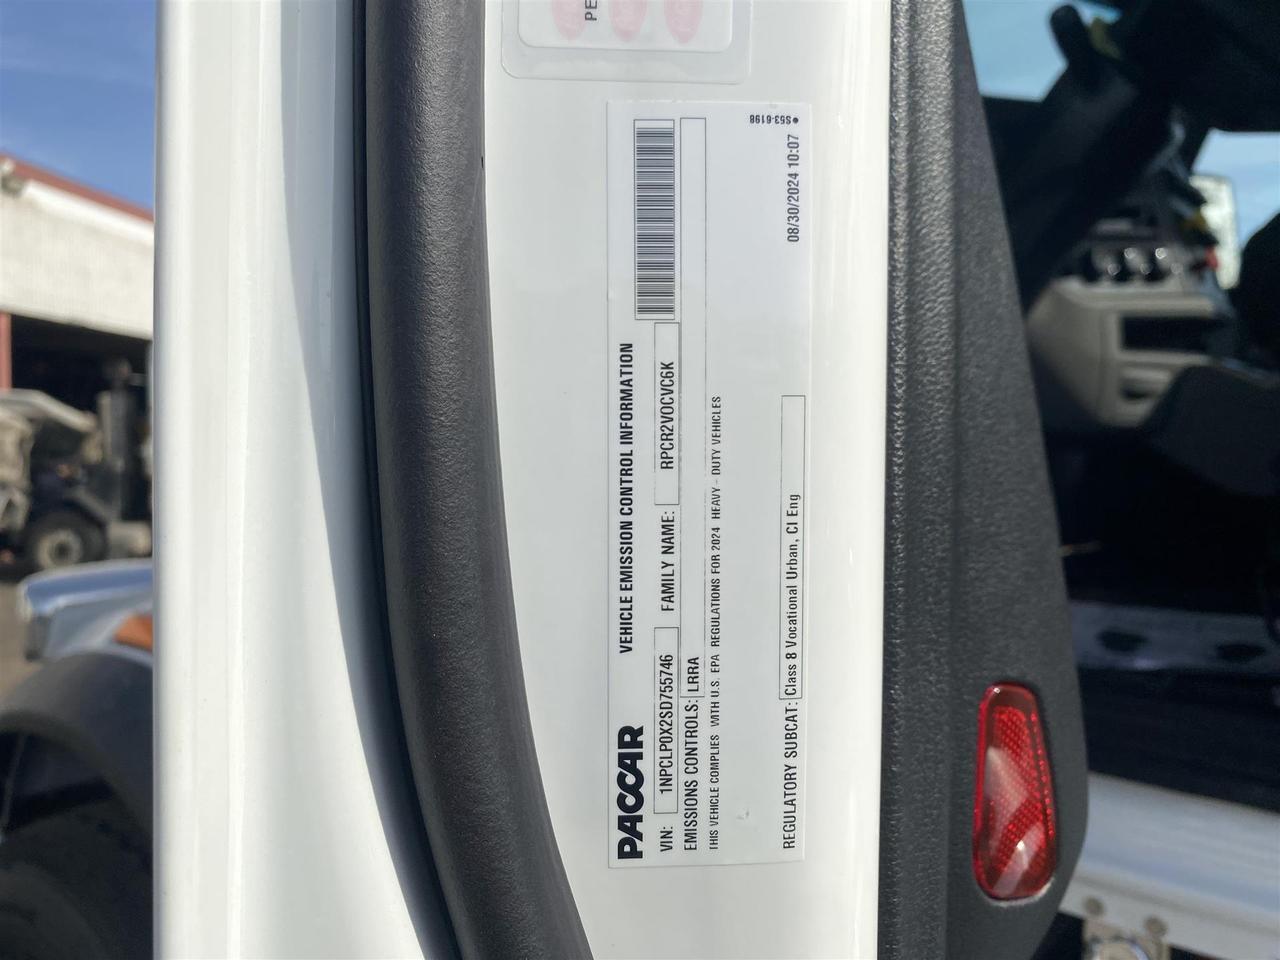 PE
PACCAR VEHICLE EMISSION CONTROL INFORMATION
VIN: 1NPCLP0X2SD755746 FAMILY NAME: RPCR2VOCVC6K
EMISSIONS CONTROLS: LRRA
THIS VEHICLE COMPLIES WITH U.S. EPA REGULATIONS FOR 2024 HEAVY - DUTY VEHICLES
REGULATORY SUBCAT: Class 8 Vocational Urban, CI Eng
08/30/2024 10:07
● S53-6198